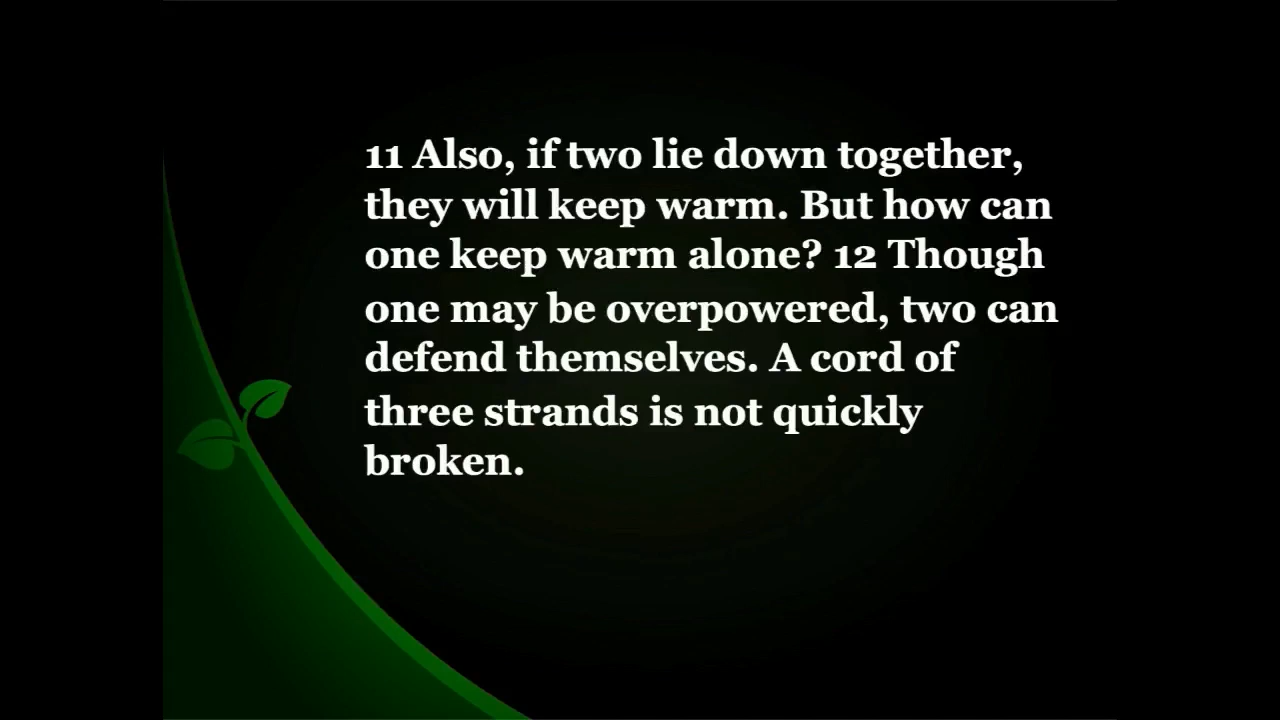 11 Also, if two lie down together,
they will keep warm. But how can
one keep warm alone? 12 Though
one may be overpowered, two can
defend themselves. A cord of
three strands is not quickly
broken.